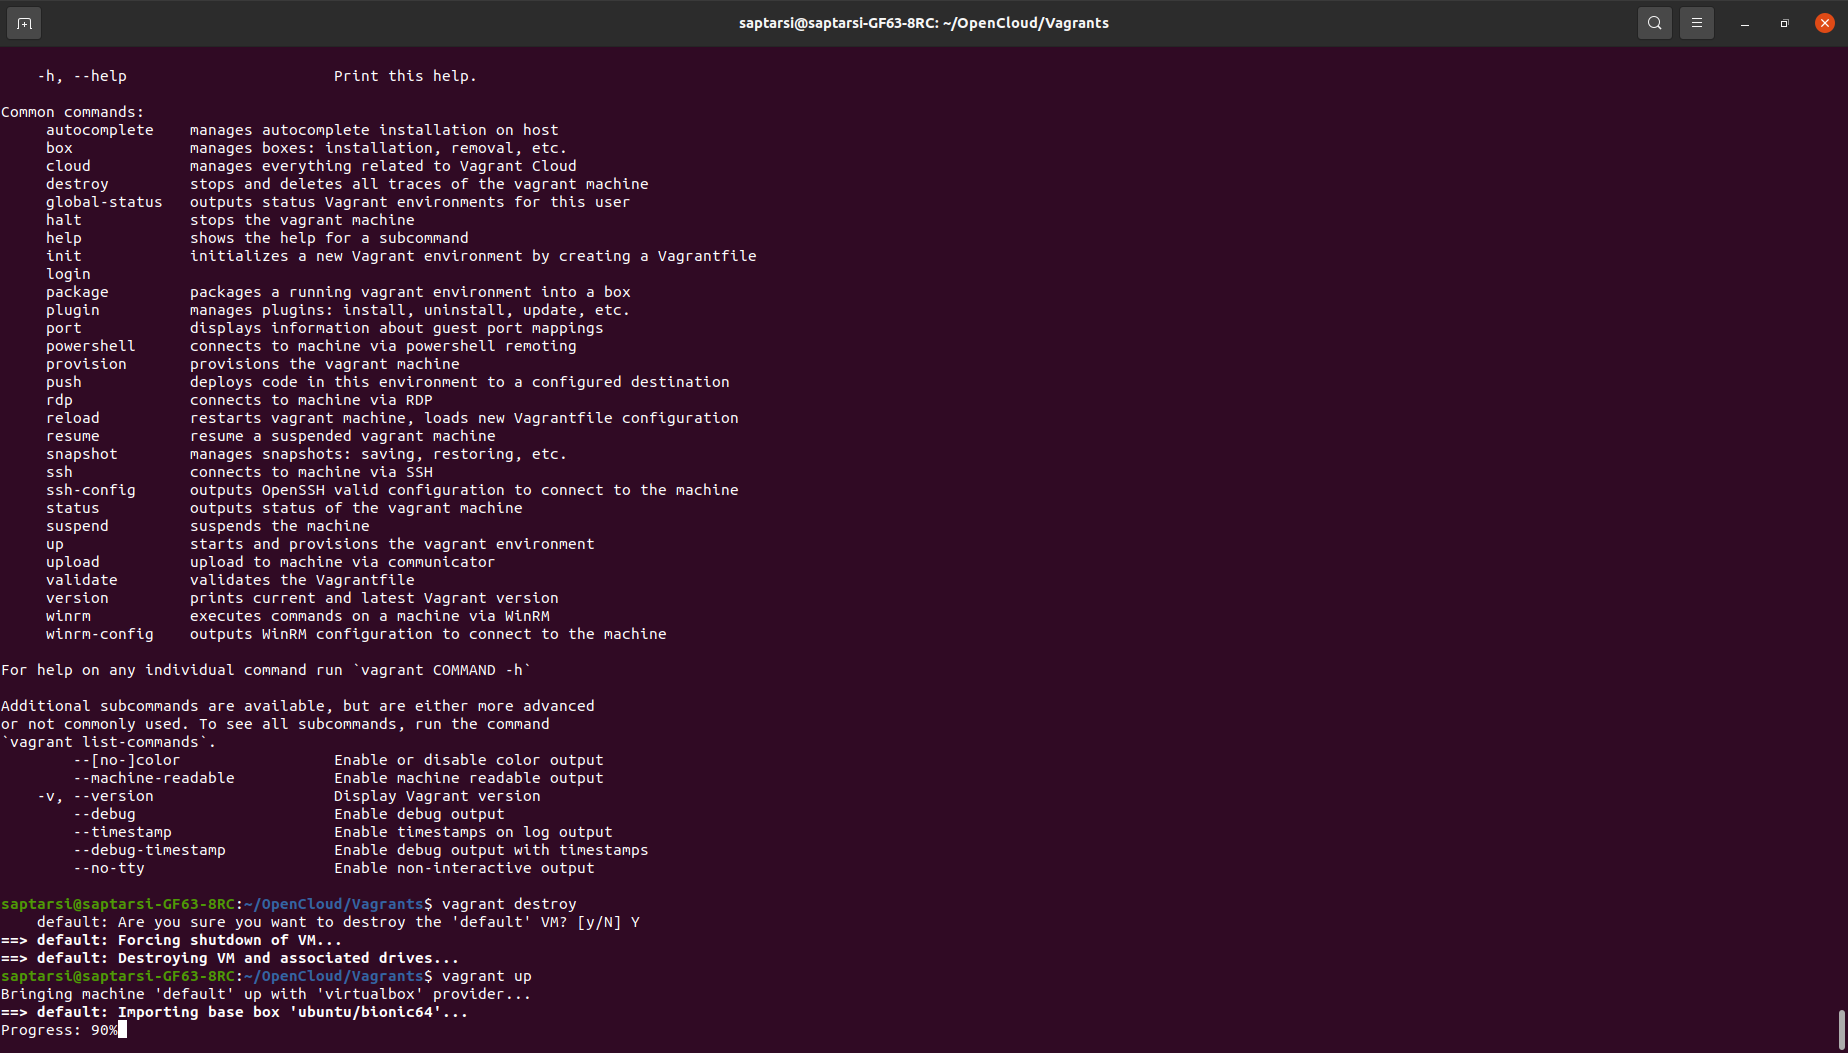 saptarsi@saptarsi-GF63-8RC: ~/OpenCloud/Vagrants
-h, --help Print this help.
Common commands:
autocomplete manages autocomplete installation on host
box manages boxes: installation, removal, etc.
cloud manages everything related to Vagrant Cloud
destroy stops and deletes all traces of the vagrant machine
global-status outputs status Vagrant environments for this user
halt stops the vagrant machine
help shows the help for a subcommand
init initializes a new Vagrant environment by creating a Vagrantfile
login
package packages a running vagrant environment into a box
plugin manages plugins: install, uninstall, update, etc.
port displays information about guest port mappings
powershell connects to machine via powershell remoting
provision provisions the vagrant machine
push deploys code in this environment to a configured destination
rdp connects to machine via RDP
reload restarts vagrant machine, loads new Vagrantfile configuration
resume resume a suspended vagrant machine
snapshot manages snapshots: saving, restoring, etc.
ssh connects to machine via SSH
ssh-config outputs OpenSSH valid configuration to connect to the machine
status outputs status of the vagrant machine
suspend suspends the machine
up starts and provisions the vagrant environment
upload upload to machine via communicator
validate validates the Vagrantfile
version prints current and latest Vagrant version
winrm executes commands on a machine via WinRM
winrm-config outputs WinRM configuration to connect to the machine
For help on any individual command run `vagrant COMMAND -h`
Additional subcommands are available, but are either more advanced
or not commonly used. To see all subcommands, run the command
`vagrant list-commands`.
--[no-]color Enable or disable color output
--machine-readable Enable machine readable output
-v, --version Display Vagrant version
--debug Enable debug output
--timestamp Enable timestamps on log output
--debug-timestamp Enable debug output with timestamps
--no-tty Enable non-interactive output
saptarsi@saptarsi-GF63-8RC:~/OpenCloud/Vagrants$ vagrant destroy
default: Are you sure you want to destroy the 'default' VM? [y/N] Y
==> default: Forcing shutdown of VM...
==> default: Destroying VM and associated drives...
saptarsi@saptarsi-GF63-8RC:~/OpenCloud/Vagrants$ vagrant up
Bringing machine 'default' up with 'virtualbox' provider...
==> default: Importing base box 'ubuntu/bionic64'...
Progress: 90%